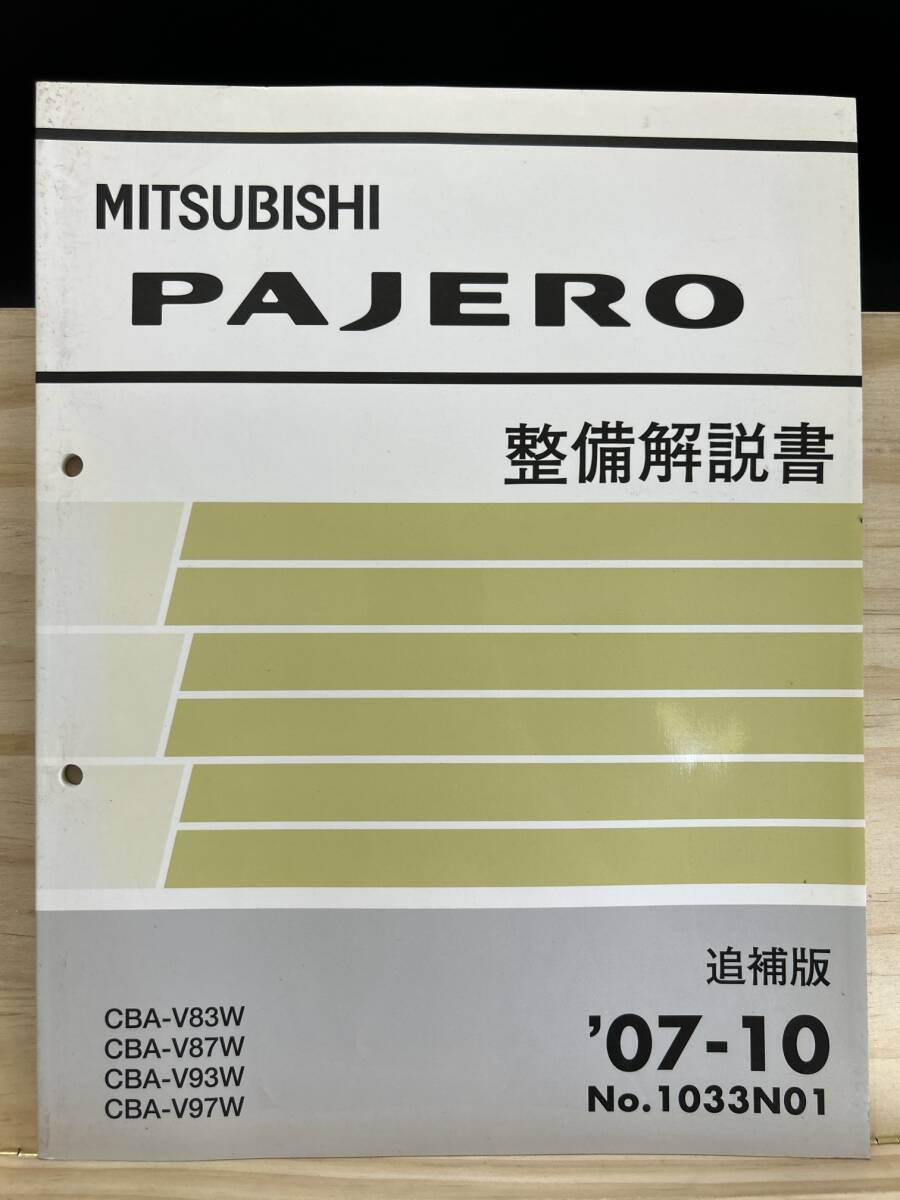 MITSUBISHI
PAJERO
整備解説書
追補版
CBA-V83W
CBA-V87W
CBA-V93W
CBA-V97W
’07-10
No.1033N01